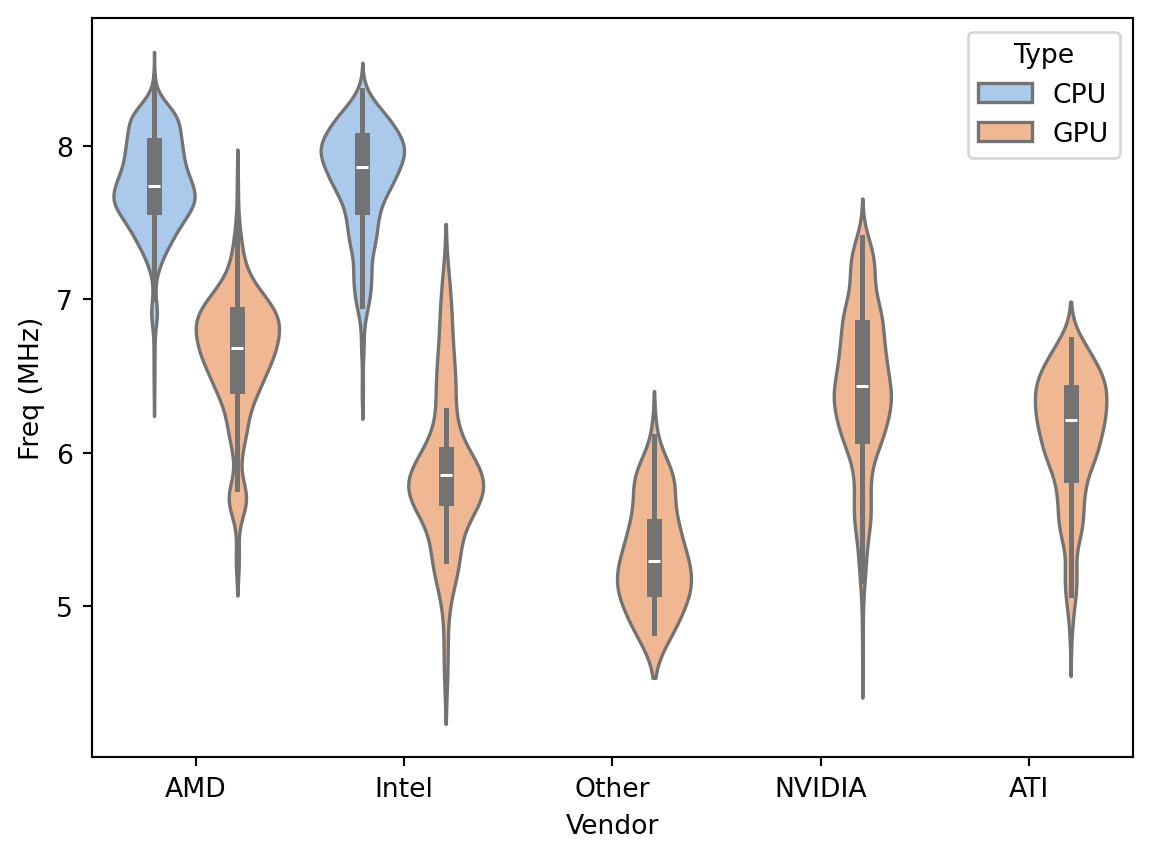 Type
CPU
GPU
Freq (MHz)
8
7
6
5
AMD Intel Other NVIDIA ATI
Vendor